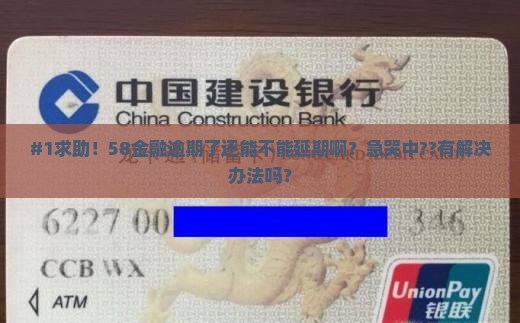 中国建设银行
China Construction Bank
#1求助！58金融逾期了还能不能延期啊？急哭中??有解决
办法吗？
6227 00 346
CCB WX
ATM
UnionPay
银联